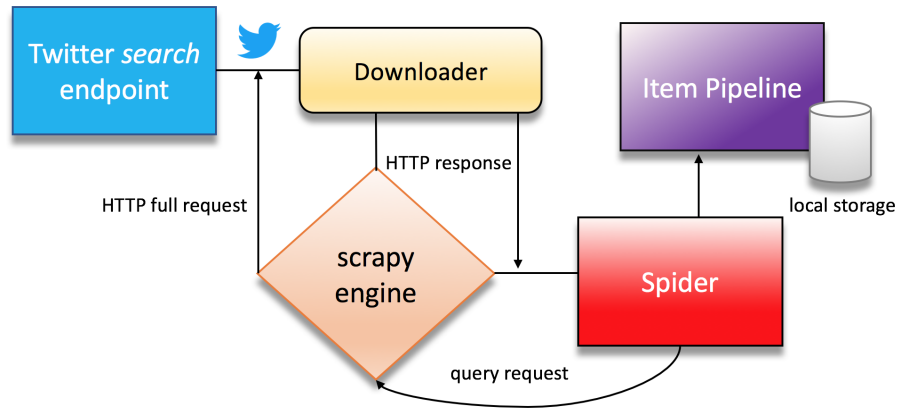 Twitter search
endpoint
Downloader
Item Pipeline
HTTP response
HTTP full request
local storage
scrapy
engine
Spider
query request